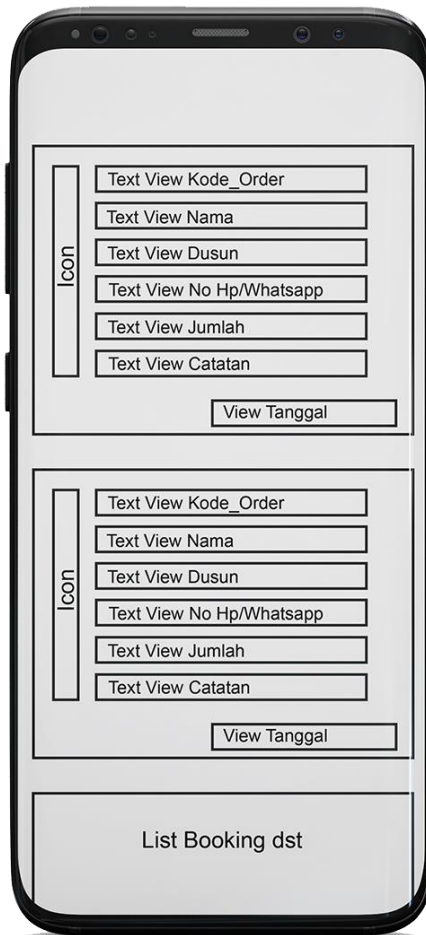 Icon
Text View Kode_Order
Text View Nama
Text View Dusun
Text View No Hp/Whatsapp
Text View Jumlah
Text View Catatan
View Tanggal
Icon
Text View Kode_Order
Text View Nama
Text View Dusun
Text View No Hp/Whatsapp
Text View Jumlah
Text View Catatan
View Tanggal
List Booking dst